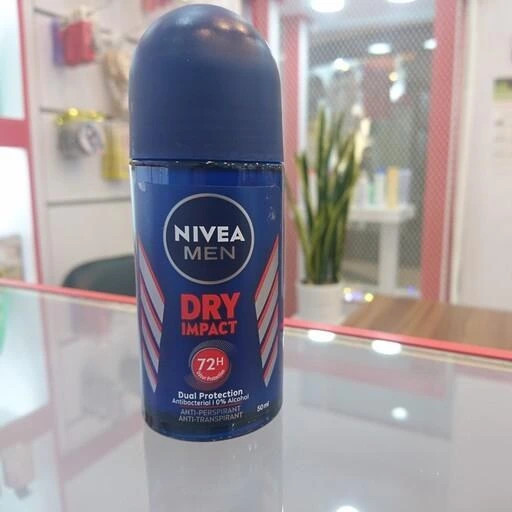 NIVEA
MEN
DRY
IMPACT
72H
Dual Protection
Antibacterial | 0% Alcohol
ANTI-PERSPIRANT
ANTI-TRANSPIRANT
50 ml